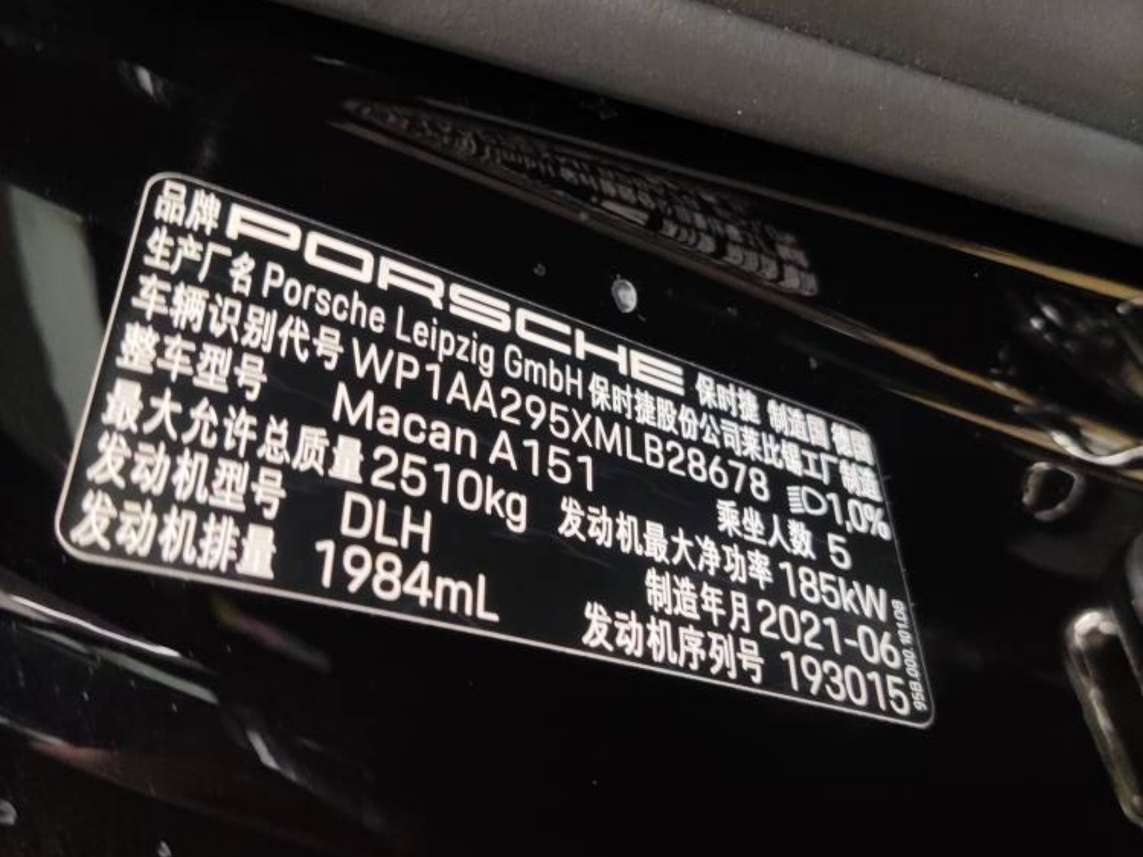 品牌 PORSCHE 保时捷 制造国 德国
生产厂名 Porsche Leipzig GmbH 保时捷股份公司莱比锡工厂制造
车辆识别代号 WP1AA295XMLB28678 1,0%
整车型号 Macan A151 乘坐人数 5
最大允许总质量 2510kg 发动机最大净功率 185kW
发动机型号 DLH 制造年月 2021-06
发动机排量 1984mL 发动机序列号 193015
95B.000.101.DB